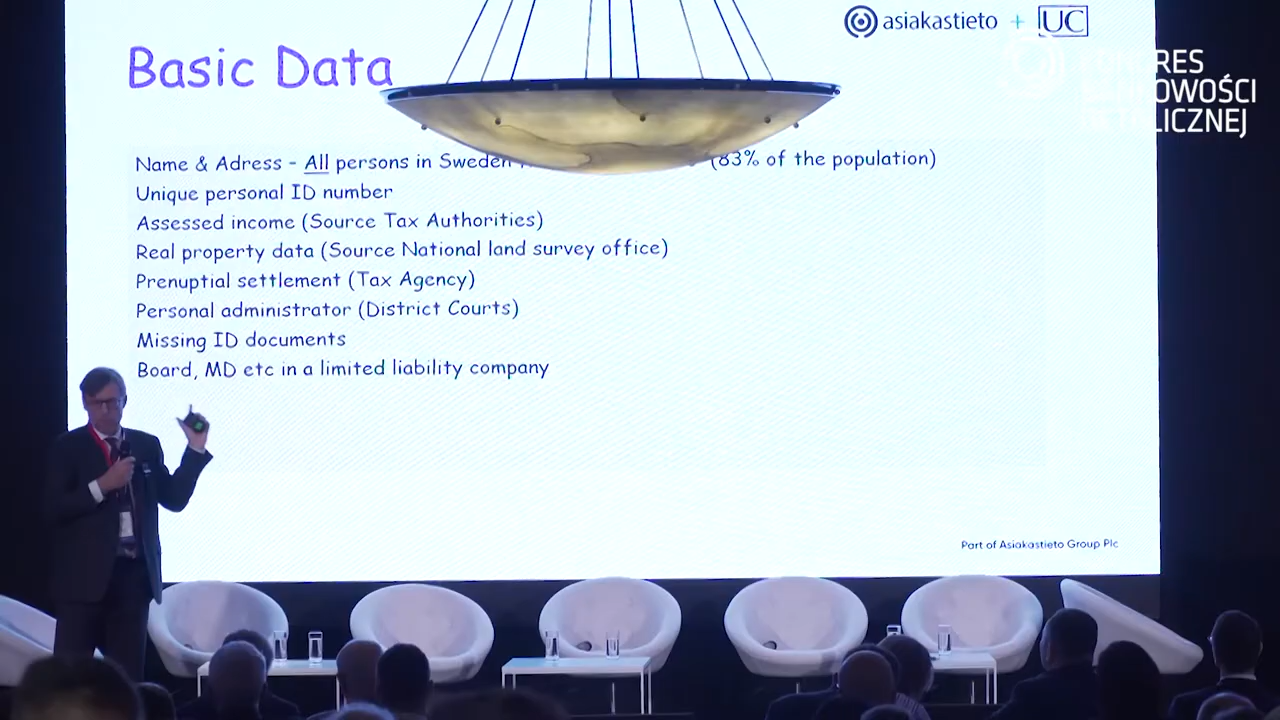 asiakastieto + UC
Basic Data
Name & Adress - All persons in Sweden (83% of the population)
Unique personal ID number
Assessed income (Source Tax Authorities)
Real property data (Source National land survey office)
Prenuptial settlement (Tax Agency)
Personal administrator (District Courts)
Missing ID documents
Board, MD etc in a limited liability company
Part of Asiakastieto Group Plc